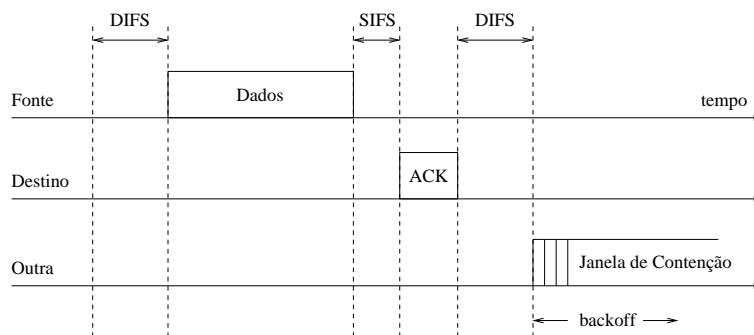 DIFS SIFS DIFS
Fonte Dados tempo
Destino ACK
Outra Janela de Contenção
backoff